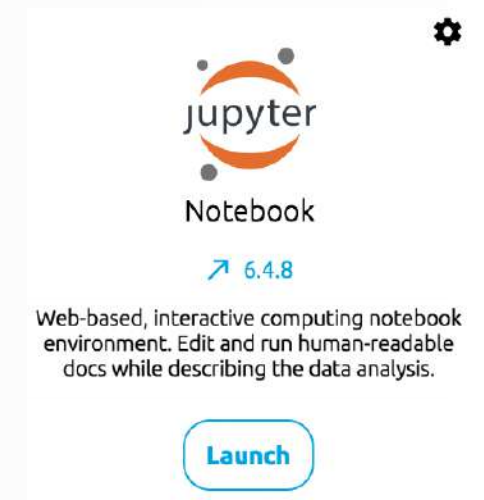 jupyter
Notebook
6.4.8
Web-based, interactive computing notebook
environment. Edit and run human-readable
docs while describing the data analysis.
Launch